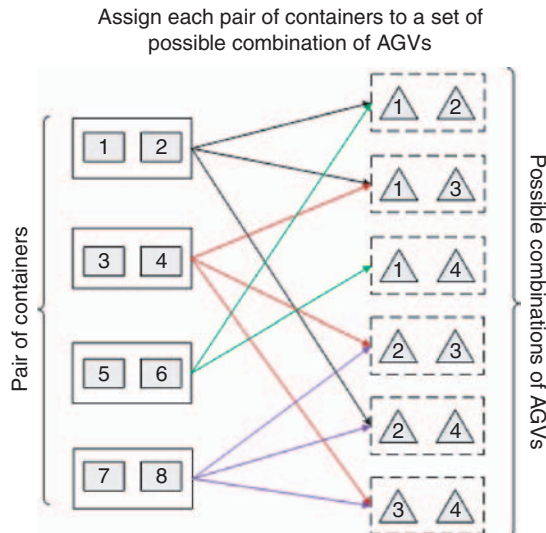 Assign each pair of containers to a set of
possible combination of AGVs
Pair of containers
1 2
3 4
5 6
7 8
1 2
1 3
1 4
2 3
2 4
3 4
Possible combinations of AGVs